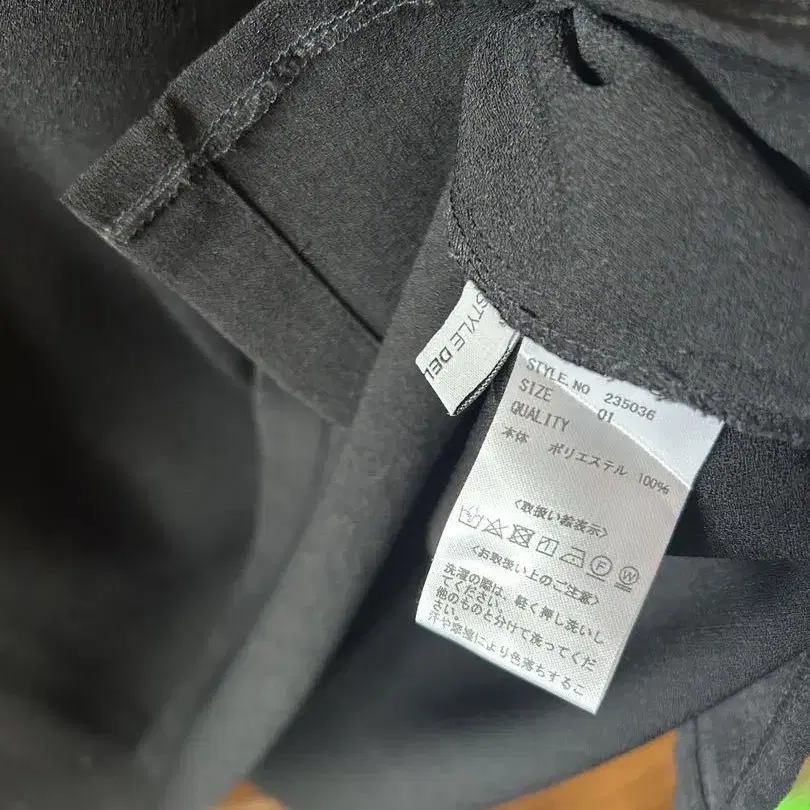 STYLE DEL
STYLE.NO 235036
SIZE 01
QUALITY
本体 ポリエステル 100%
<取扱い絵表示>
F W
<お取扱い上のご注意>
洗濯の際は、軽く押し洗いし
てください。
他のものと分けて洗ってくだ
さい。
汗や摩擦により色落ちするこ